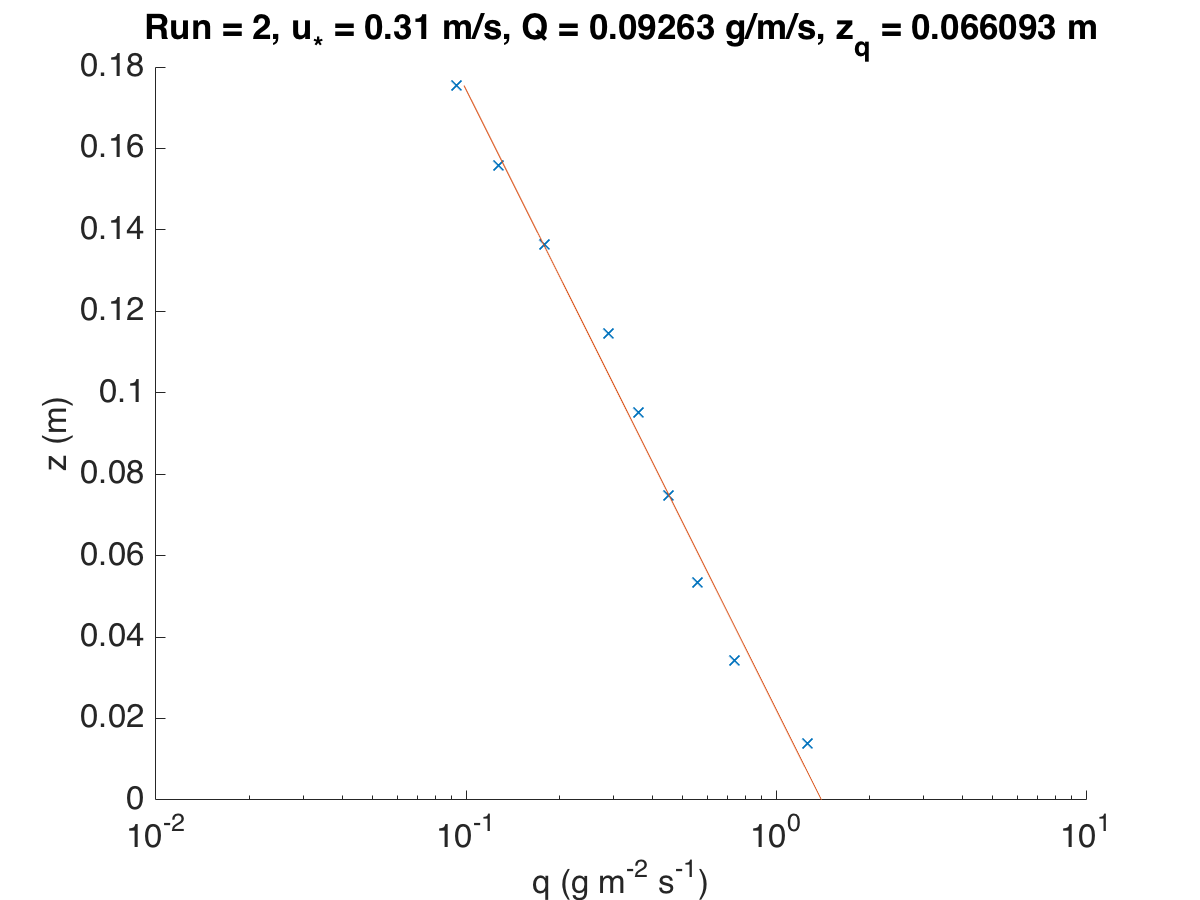 Run = 2, u* = 0.31 m/s, Q = 0.09263 g/m/s, zq = 0.066093 m
0.18
0.16
0.14
0.12
0.1
0.08
0.06
0.04
0.02
0
z (m)
10-2 10-1 100 101
q (g m-2 s-1)